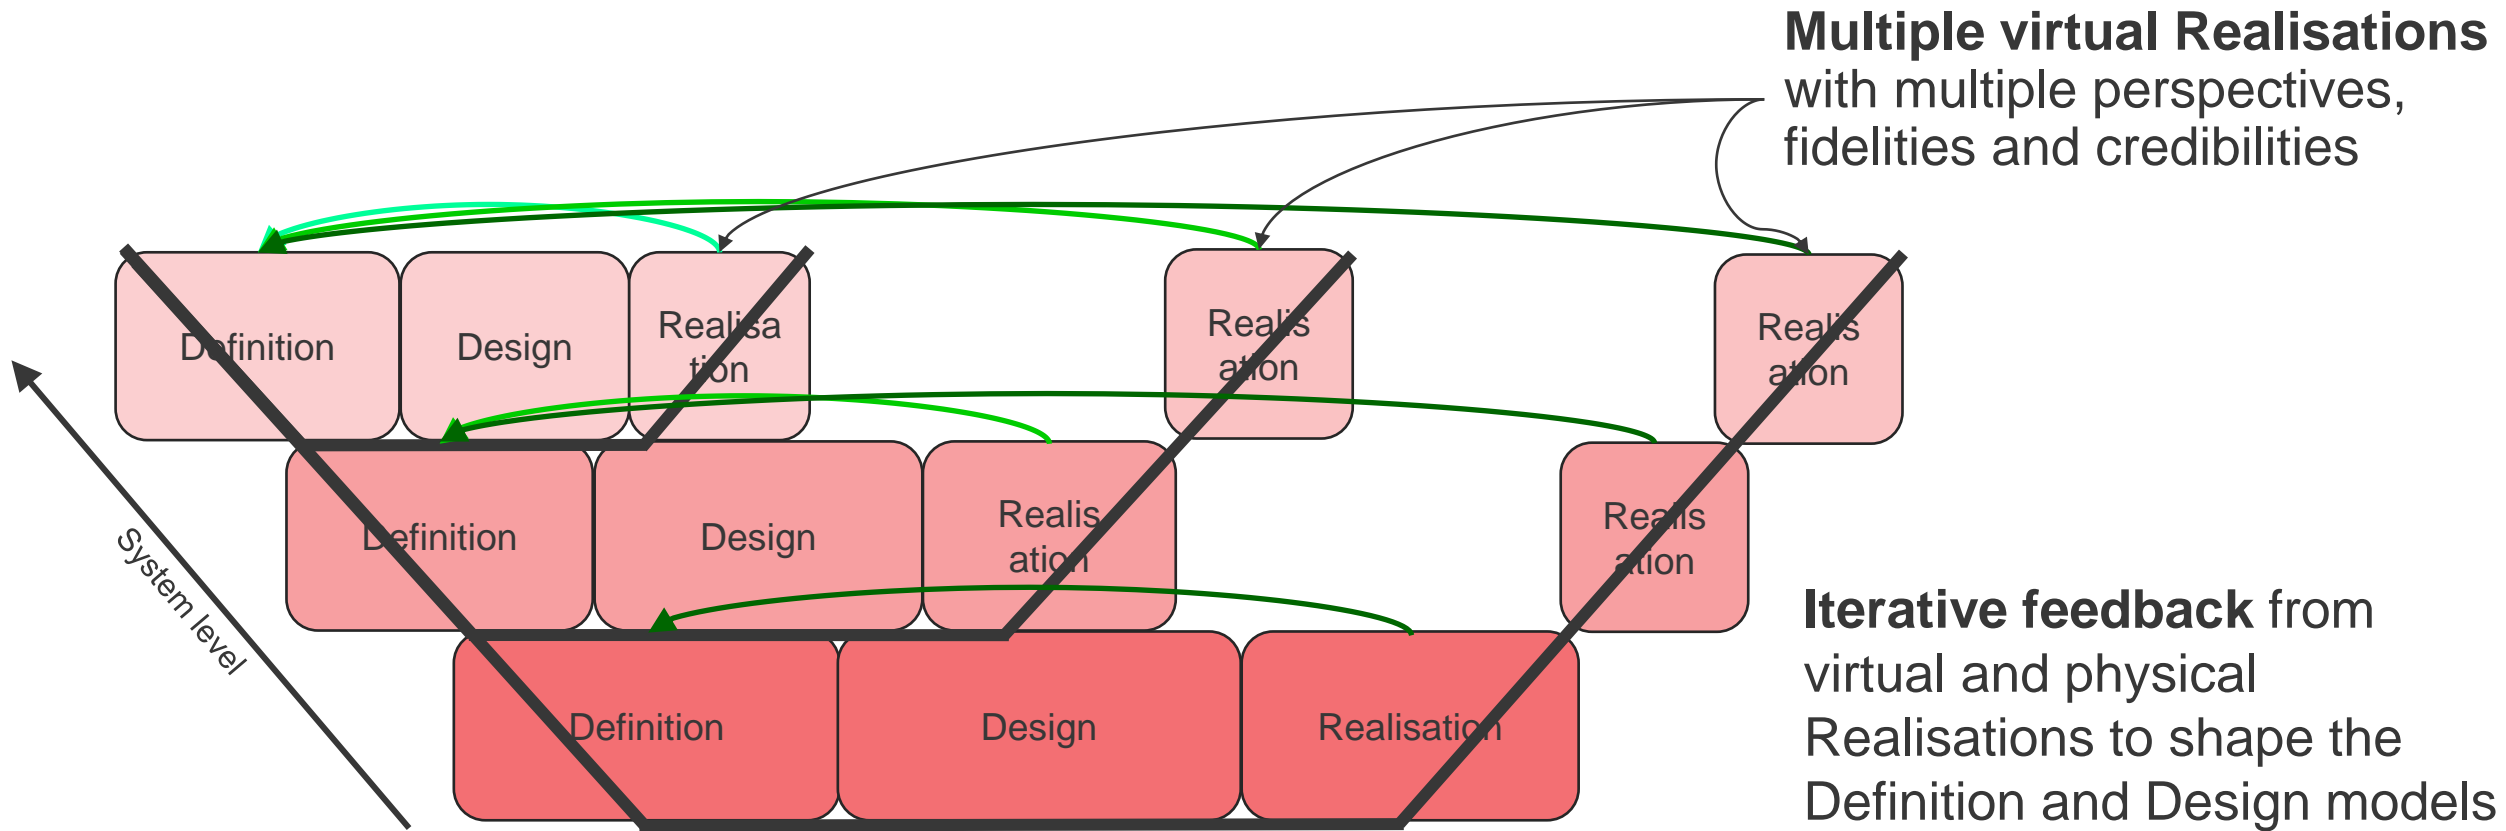 Multiple virtual Realisations
with multiple perspectives,
fidelities and credibilities
Definition
Design
Realisa
tion
Realis
ation
Realis
ation
System level
Definition
Design
Realis
ation
Realis
ation
Definition
Design
Realisation
Iterative feedback from
virtual and physical
Realisations to shape the
Definition and Design models